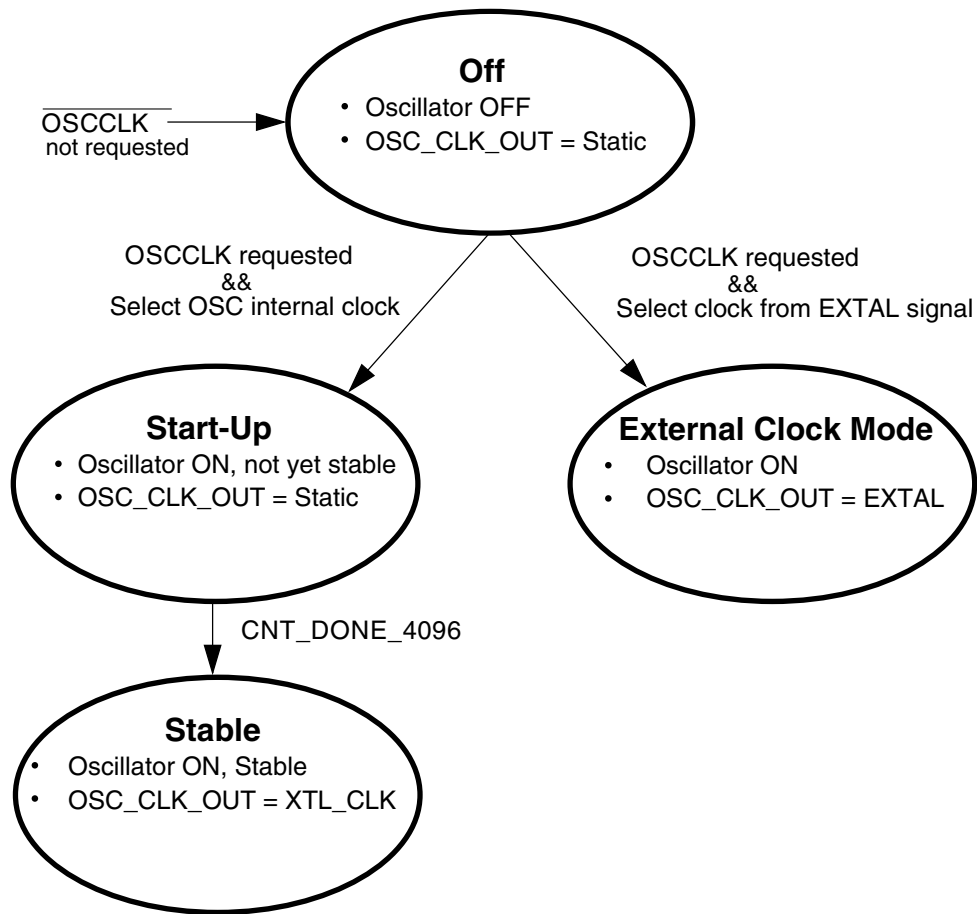 Off
• Oscillator OFF
• OSC_CLK_OUT = Static
OSCCLK
not requested
OSCCLK requested
&&
Select OSC internal clock
OSCCLK requested
&&
Select clock from EXTAL signal
Start-Up
• Oscillator ON, not yet stable
• OSC_CLK_OUT = Static
External Clock Mode
• Oscillator ON
• OSC_CLK_OUT = EXTAL
CNT_DONE_4096
Stable
• Oscillator ON, Stable
• OSC_CLK_OUT = XTL_CLK